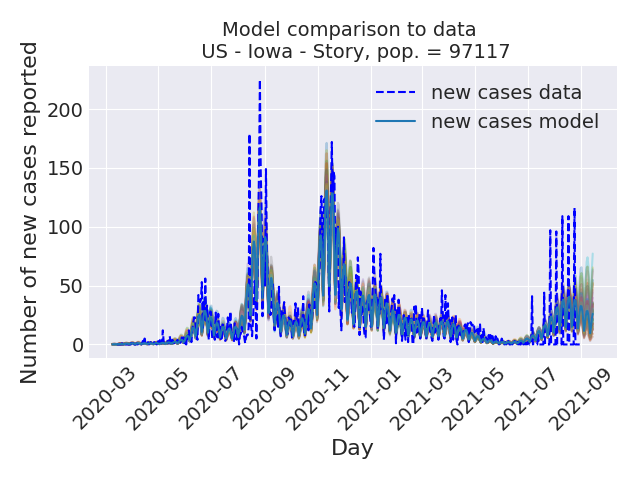 Model comparison to data
US - Iowa - Story, pop. = 97117
Number of new cases reported
200
150
100
50
0
new cases data
new cases model
2020-03
2020-05
2020-07
2020-09
2020-11
2021-01
2021-03
2021-05
2021-07
2021-09
Day